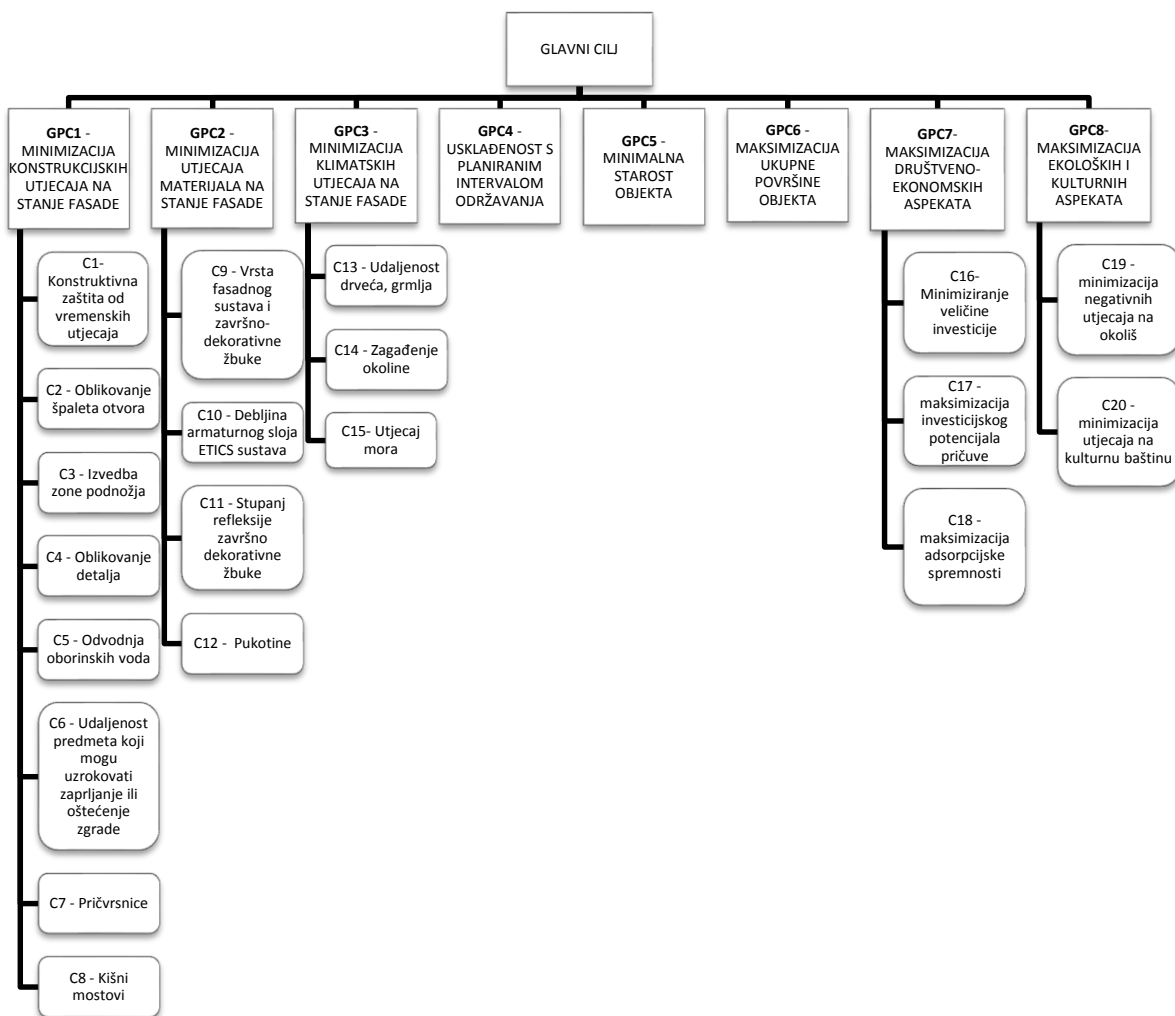 GLAVNI CILJ
GPC1 -
MINIMIZACIJA
KONSTRUKCIJSKIH
UTJECAJA NA
STANJE FASADE
GPC2 -
MINIMIZACIJA
UTJECAJA
MATERIJALA NA
STANJE FASADE
GPC3 -
MINIMIZACIJA
KLIMATSKIH
UTJECAJA NA
STANJE FASADE
GPC4 -
USKLAĐENOST S
PLANIRANIM
INTERVALOM
ODRŽAVANJA
GPC5 -
MINIMALNA
STAROST
OBJEKTA
GPC6 -
MAKSIMIZACIJA
UKUPNE
POVRŠINE
OBJEKTA
GPC7-
MAKSIMIZACIJA
DRUŠTVENO-
EKONOMSKIH
ASPEKATA
GPC8-
MAKSIMIZACIJA
EKOLOŠKIH I
KULTURNIH
ASPEKATA
C1-
Konstruktivna
zaštita od
vremenskih
utjecaja
C2 - Oblikovanje
špaleta otvora
C3 - Izvedba
zone podnožja
C4 - Oblikovanje
detalja
C5 - Odvodnja
oborinskih voda
C6 - Udaljenost
predmeta koji
mogu
uzrokovati
zaprljanje ili
oštećenje
zgrade
C7 - Pričvrsnice
C8 - Kišni
mostovi
C9 - Vrsta
fasadnog
sustava i
završno-
dekorativne
žbuke
C10 - Debljina
armaturnog sloja
ETICS sustava
C11 - Stupanj
refleksije
završno
dekorativne
žbuke
C12 - Pukotine
C13 - Udaljenost
drveća, grmlja
C14 - Zagađenje
okoline
C15- Utjecaj
mora
C16-
Minimiziranje
veličine
investicije
C17 -
maksimizacija
investicijskog
potencijala
pričuve
C18 -
maksimizacija
adsorpcijske
spremnosti
C19 -
minimizacija
negativnih
utjecaja na
okoliš
C20 -
minimizacija
utjecaja na
kulturnu baštinu